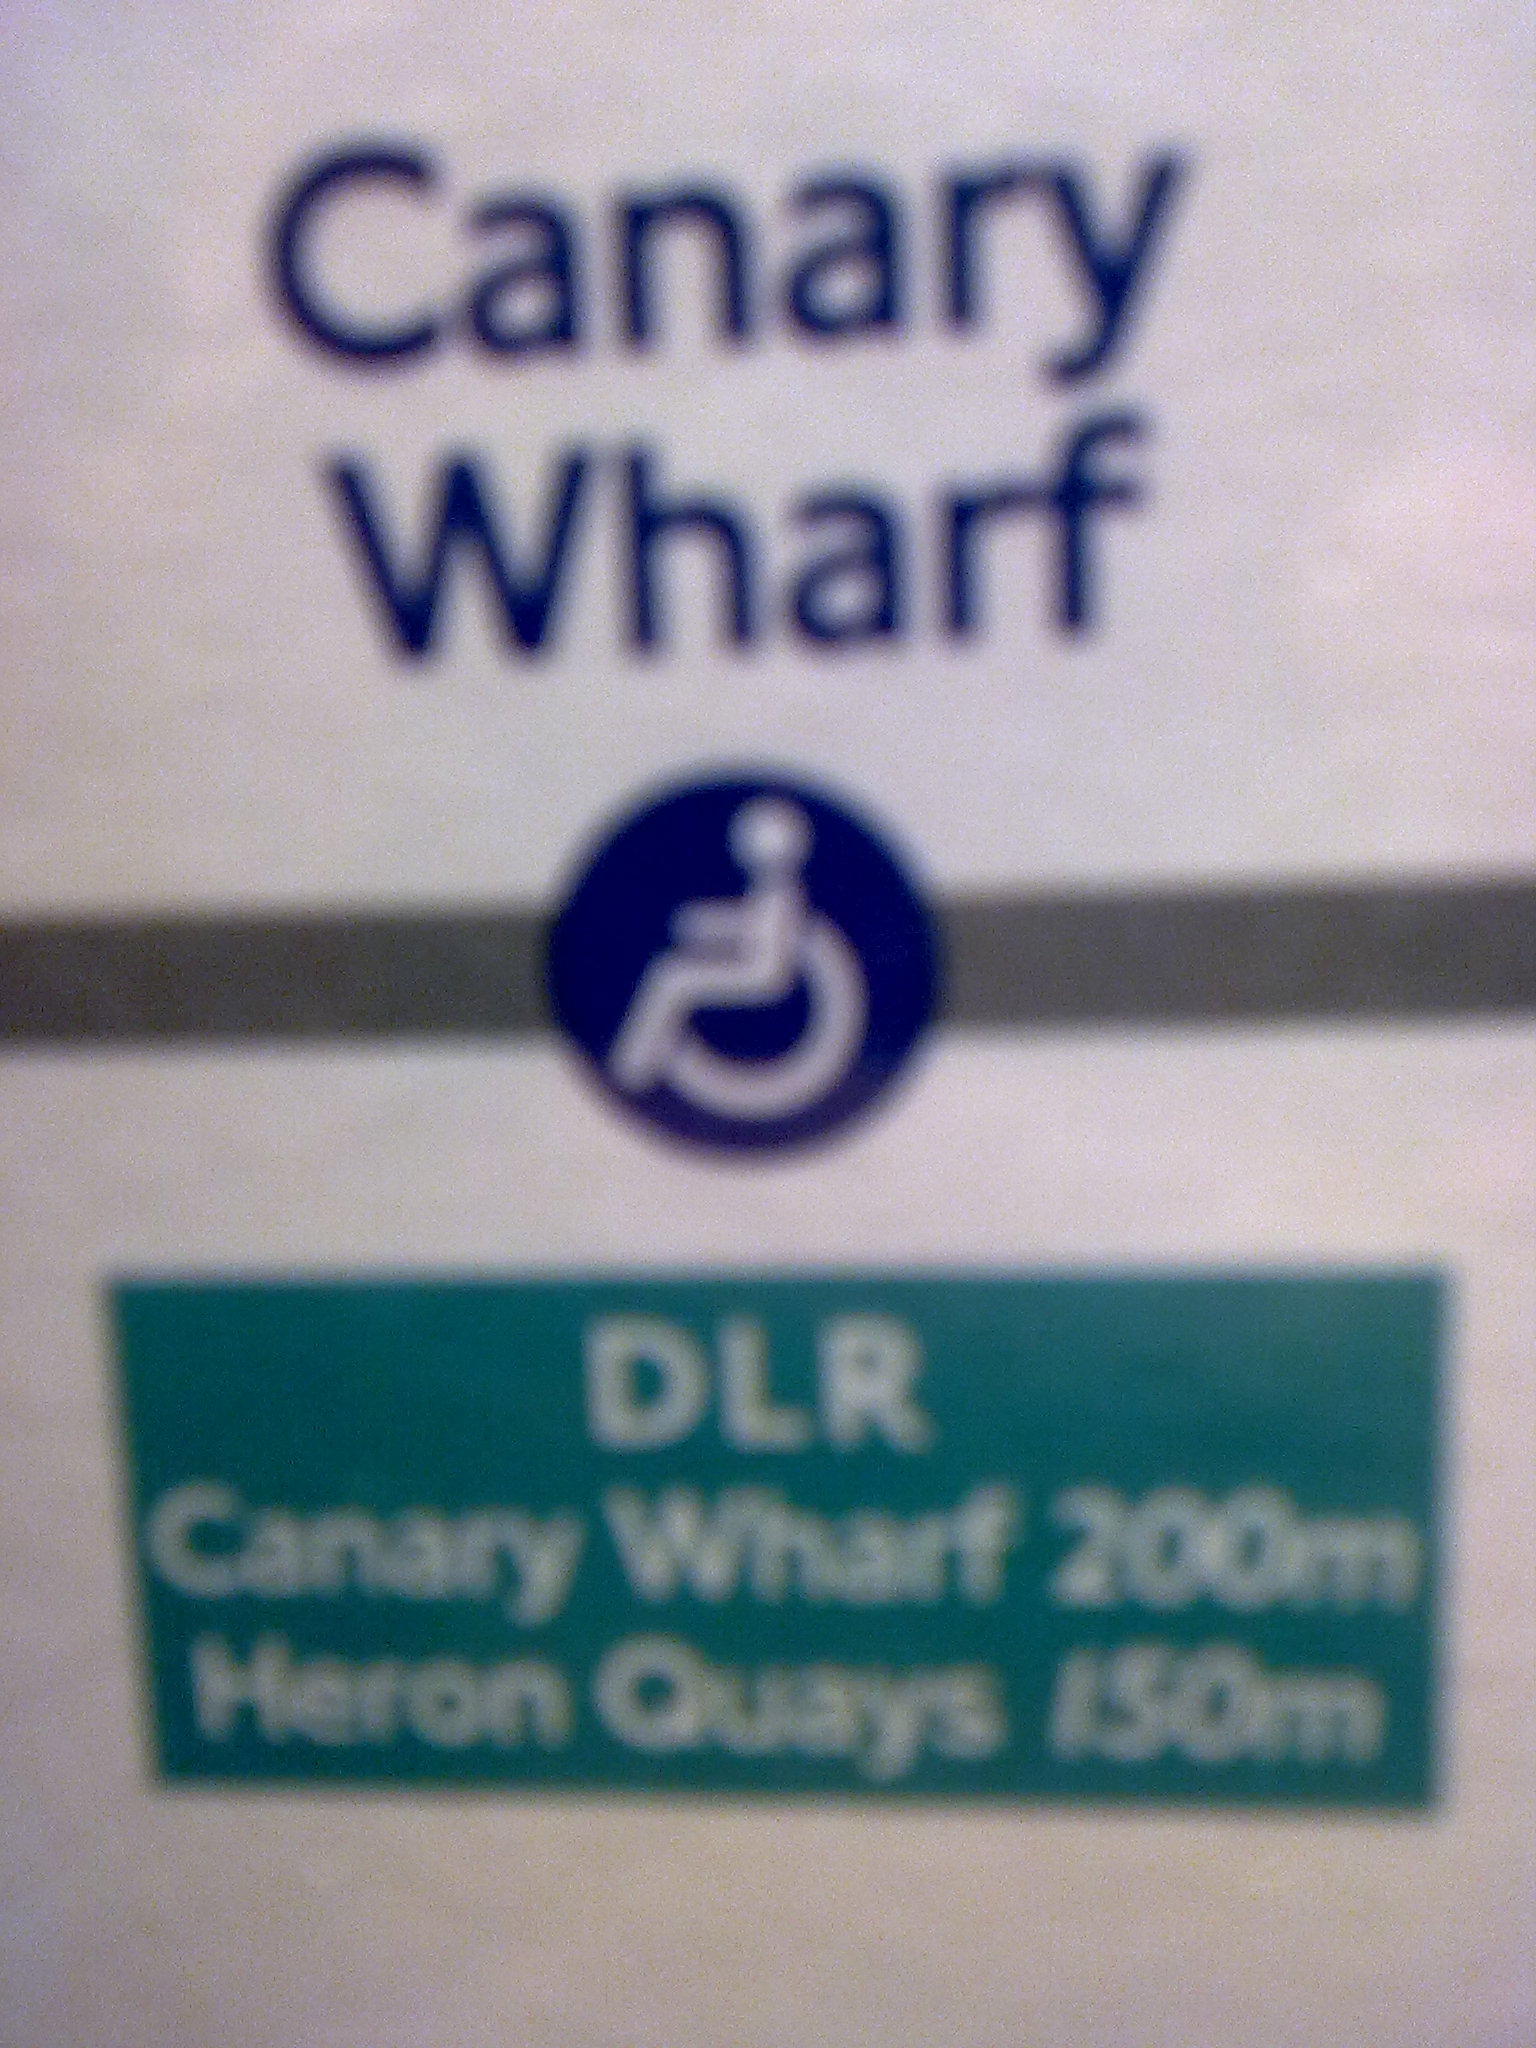 Canary
Wharf
DLR
Canary Wharf 200m
Heron Quays 150m